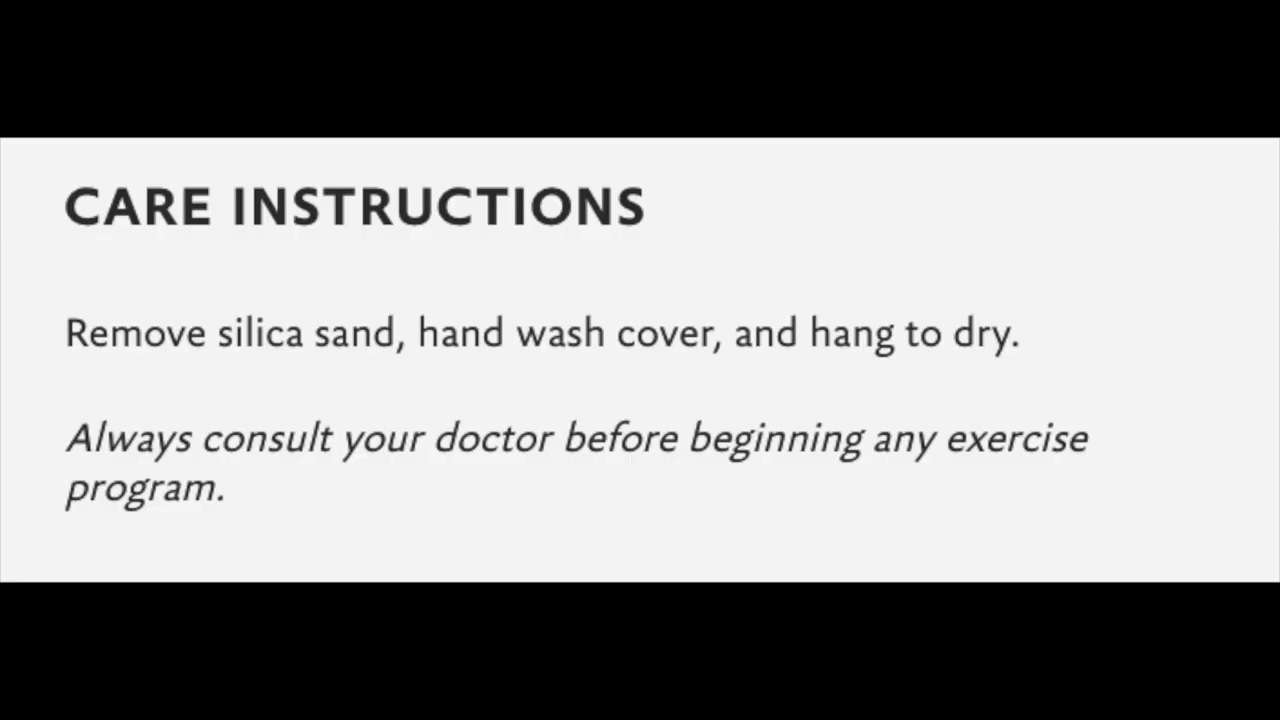 CARE INSTRUCTIONS
Remove silica sand, hand wash cover, and hang to dry.
Always consult your doctor before beginning any exercise
program.